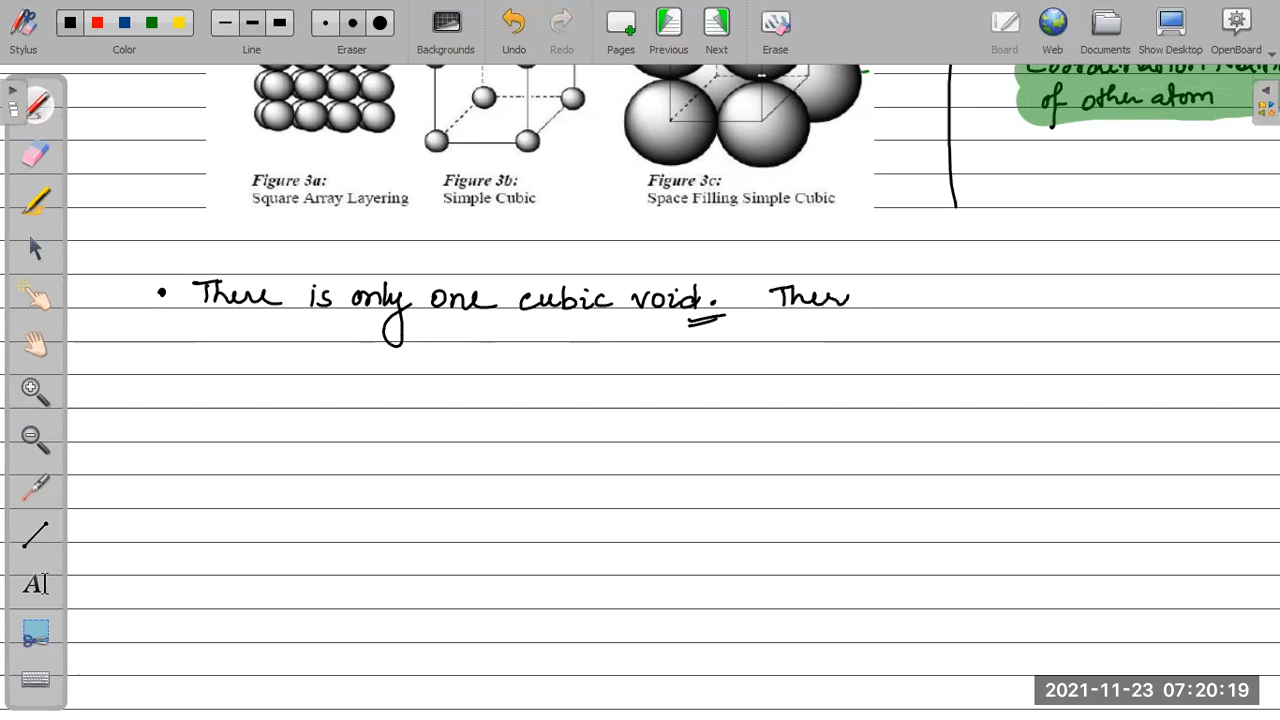 Stylus Color Line Eraser Backgrounds Undo Redo Pages Previous Next Erase Board Web Documents Show Desktop OpenBoard
of other atom
Figure 3a: Figure 3b: Figure 3c:
Square Array Layering Simple Cubic Space Filling Simple Cubic
• There is only one cubic void. Ther
A
2021-11-23 07:20:19